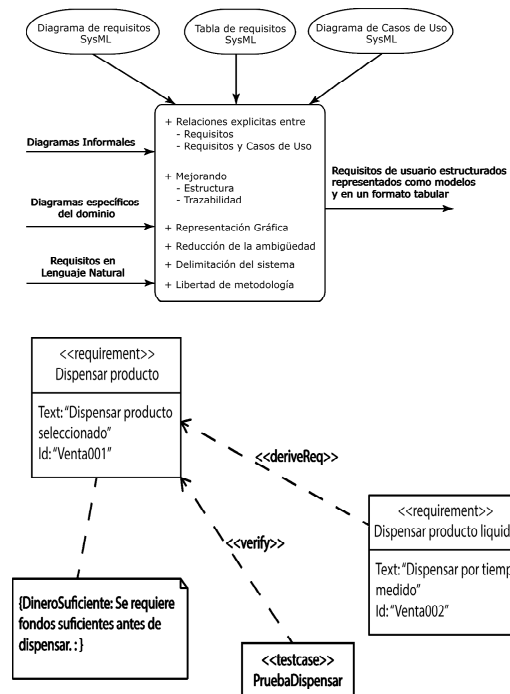 Diagrama de requisitos
SysML
Tabla de requisitos
SysML
Diagrama de Casos de Uso
SysML
Diagramas Informales
Diagramas específicos
del dominio
Requisitos en
Lenguaje Natural
+ Relaciones explicitas entre
- Requisitos
- Requisitos y Casos de Uso
+ Mejorando
- Estructura
- Trazabilidad
+ Representación Gráfica
+ Reducción de la ambigüedad
+ Delimitación del sistema
+ Libertad de metodología
Requisitos de usuario estructurados
representados como modelos
y en un formato tabular
<<requirement>>
Dispensar producto
Text: "Dispensar producto
seleccionado"
Id: "Venta001"
<<deriveReq>>
<<verify>>
<<requirement>>
Dispensar producto
Text: "Dispensar por
medido"
Id: "Venta002"
{DineroSuficiente: Se requiere
fondos suficientes antes de
dispensar. : }
<<testcase>>
PruebaDispensar